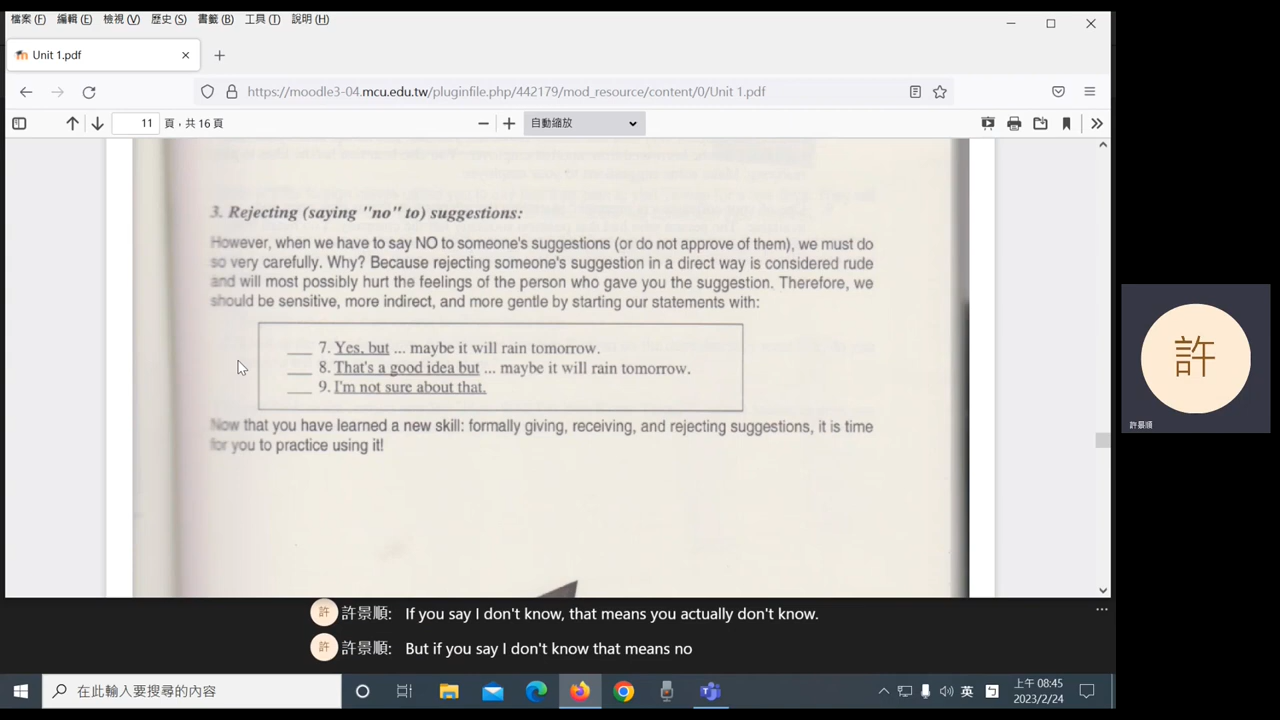 檔案 (F) 編輯 (E) 檢視 (V) 歷史 (S) 書籤 (B) 工具 (T) 說明 (H)
Unit 1.pdf
https://moodle3-04.mcu.edu.tw/pluginfile.php/442179/mod_resource/content/0/Unit 1.pdf
11 頁，共 16 頁
自動縮放
3. Rejecting (saying "no" to) suggestions:
However, when we have to say NO to someone's suggestions (or do not approve of them), we must do
so very carefully. Why? Because rejecting someone's suggestion in a direct way is considered rude
and will most possibly hurt the feelings of the person who gave you the suggestion. Therefore, we
should be sensitive, more indirect, and more gentle by starting our statements with:
___ 7. Yes, but ... maybe it will rain tomorrow.
___ 8. That's a good idea but ... maybe it will rain tomorrow.
___ 9. I'm not sure about that.
Now that you have learned a new skill: formally giving, receiving, and rejecting suggestions, it is time
for you to practice using it!
許
許景順
許 許景順: If you say I don't know, that means you actually don't know.
許 許景順: But if you say I don't know that means no
在此輸入要搜尋的內容
英
上午 08:45
2023/2/24